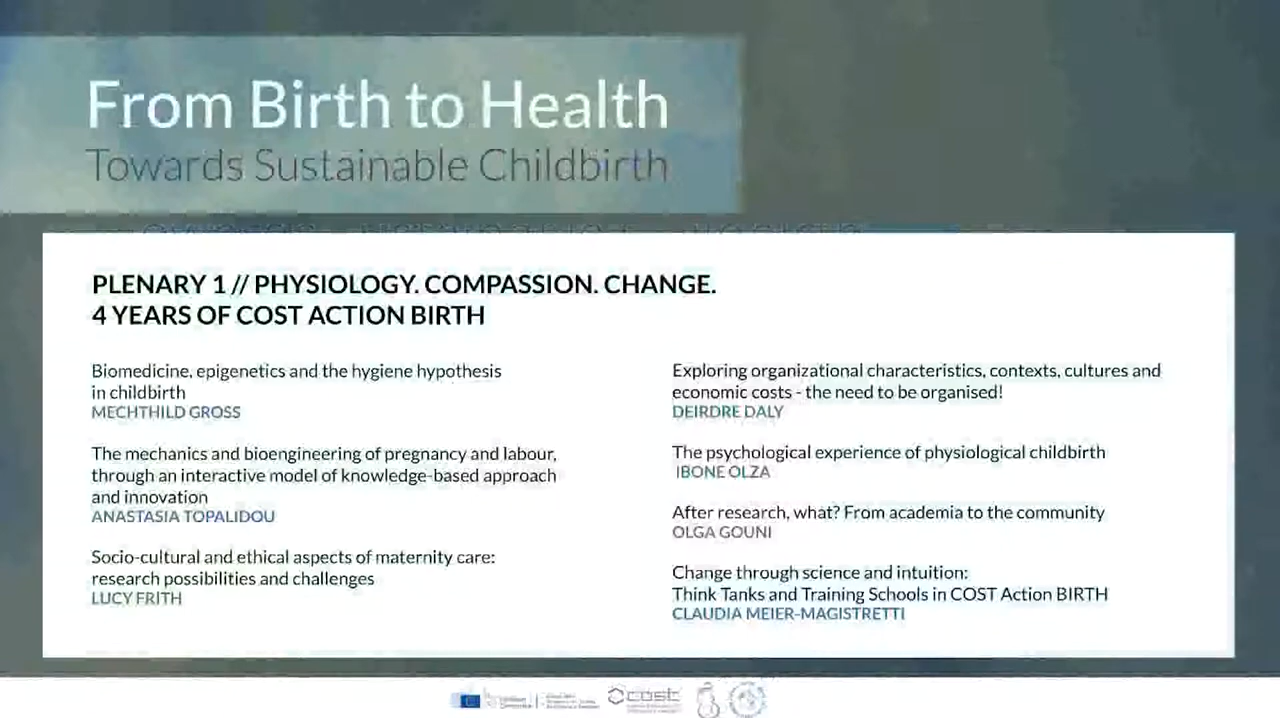 From Birth to Health
Towards Sustainable Childbirth
PLENARY 1 // PHYSIOLOGY. COMPASSION. CHANGE.
4 YEARS OF COST ACTION BIRTH
Biomedicine, epigenetics and the hygiene hypothesis
in childbirth
MECHTHILD GROSS
The mechanics and bioengineering of pregnancy and labour,
through an interactive model of knowledge-based approach
and innovation
ANASTASIA TOPALIDOU
Socio-cultural and ethical aspects of maternity care:
research possibilities and challenges
LUCY FRITH
Exploring organizational characteristics, contexts, cultures and
economic costs - the need to be organised!
DEIRDRE DALY
The psychological experience of physiological childbirth
IBONE OLZA
After research, what? From academia to the community
OLGA GOUNI
Change through science and intuition:
Think Tanks and Training Schools in COST Action BIRTH
CLAUDIA MEIER-MAGISTRETTI
cost